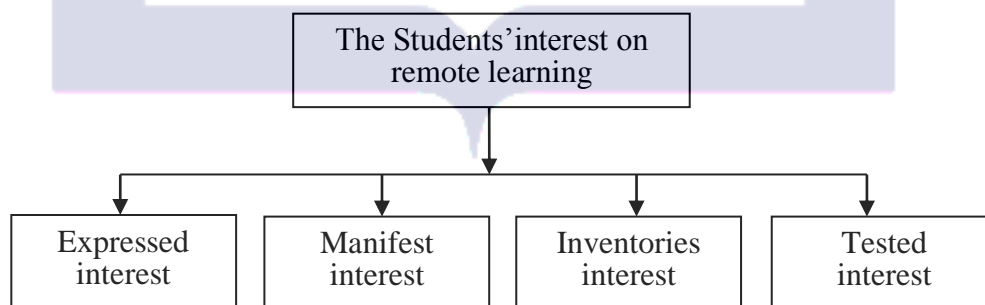 The Students’interest on
remote learning
Expressed
interest
Manifest
interest
Inventories
interest
Tested
interest